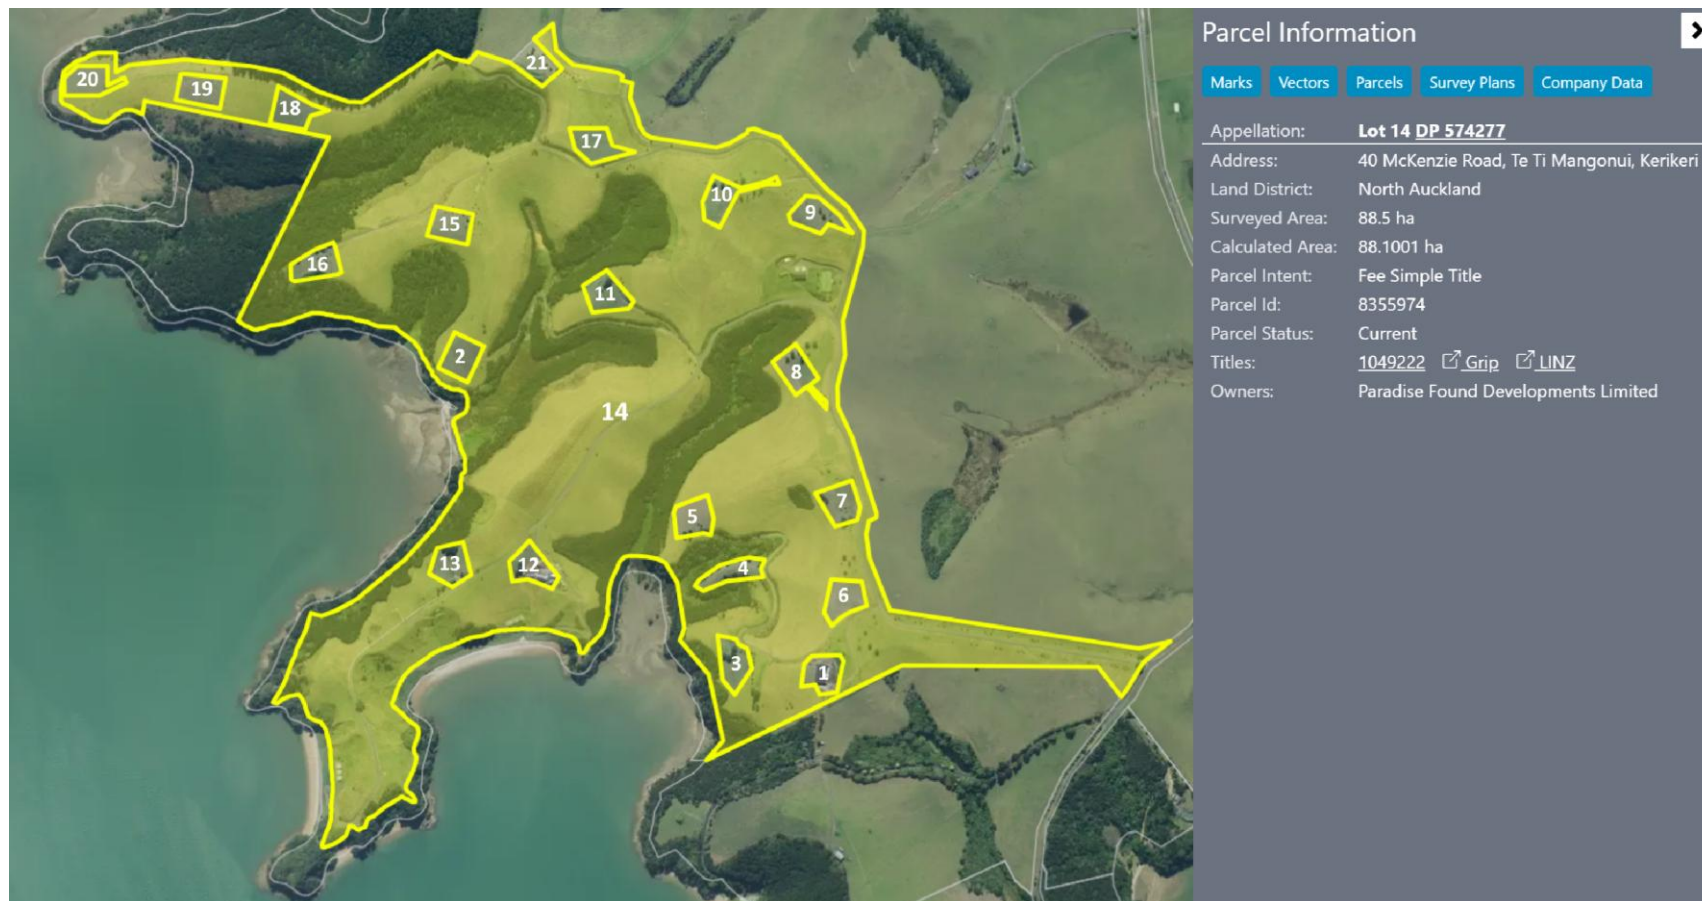 Parcel Information
Marks Vectors Parcels Survey Plans Company Data
Appellation: Lot 14 DP 574277
Address: 40 McKenzie Road, Te Ti Mangonui, Kerikeri
Land District: North Auckland
Surveyed Area: 88.5 ha
Calculated Area: 88.1001 ha
Parcel Intent: Fee Simple Title
Parcel Id: 8355974
Parcel Status: Current
Titles: 1049222 Grip LINZ
Owners: Paradise Found Developments Limited
21
20
19
18
17
10
9
15
16
11
2
8
14
7
5
13
12
4
6
3
1